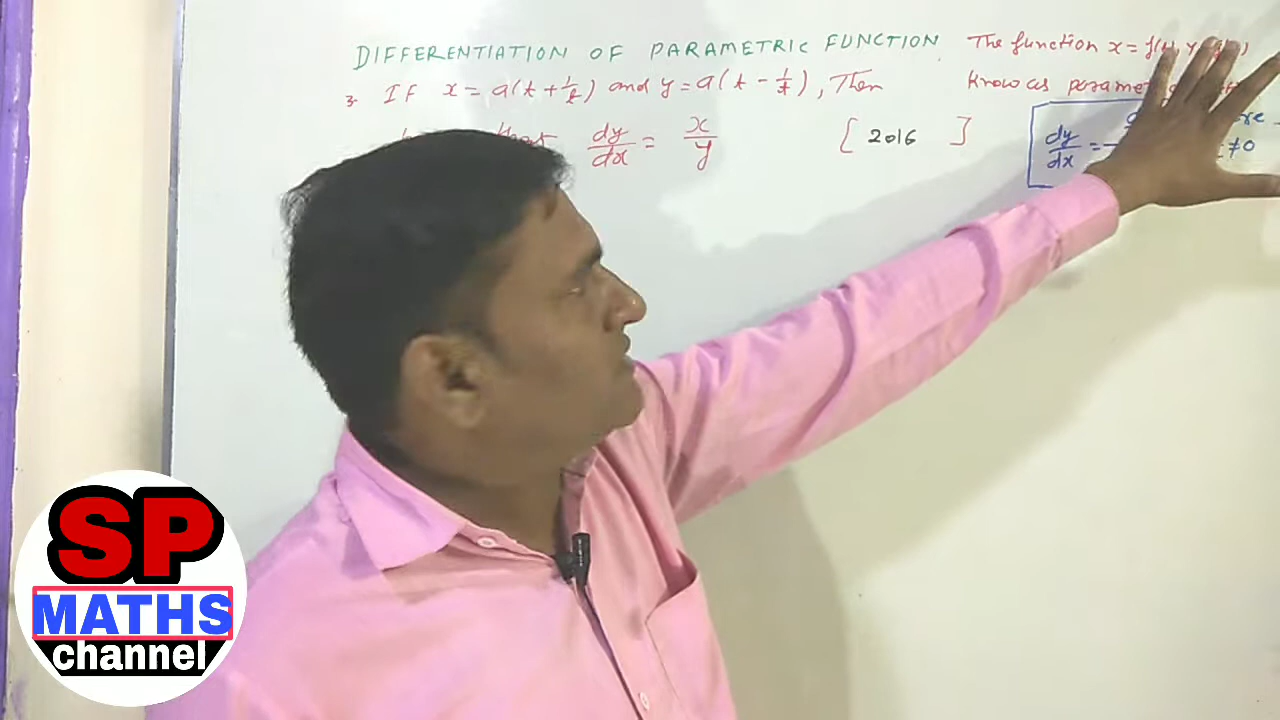 DIFFERENTIATION OF PARAMETRIC FUNCTION
3. IF x = a(t + 1/t) and y = a(t - 1/t), Then
dy/dx = x/y [ 2016 ]
The function x =
Know as
dy/dx =
≠0
SP
MATHS
channel